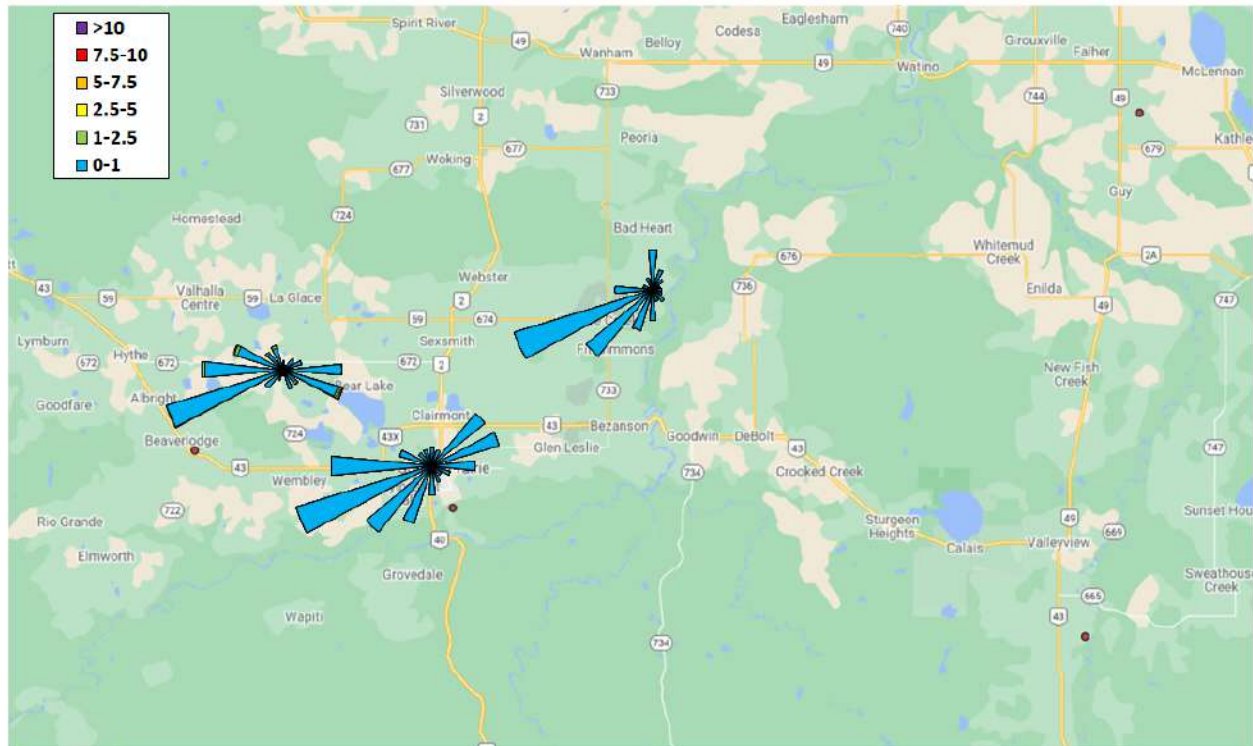 >10
7.5-10
5-7.5
2.5-5
1-2.5
0-1
Spirit River
49
Wanham
Belloy
Codesa
Eaglesham
740
Girouxville
Falher
49
Watino
McLennan
733
744
49
Silverwood
2
731
Peoria
677
Woking
677
679
Guy
724
Homestead
Bad Heart
Whitemud
Creek
676
2A
43
59
Valhalla
Centre
59
La Glace
Webster
2
736
Enilda
49
747
59
674
Lymburn
672
Hythe
672
Sexsmith
672
2
New Fish
Creek
Goodfare
Albright
Bear Lake
733
Beaverlodge
724
43X
Clairmont
43
Bezanson
Glen Leslie
Goodwin
DeBolt
43
747
43
Wembley
734
Crooked Creek
722
Rio Grande
Elmworth
40
Sturgeon
Heights
Calais
49
669
Valleyview
Sunset Hou
Grovedale
Sweathouse
Creek
665
Wapiti
43
734